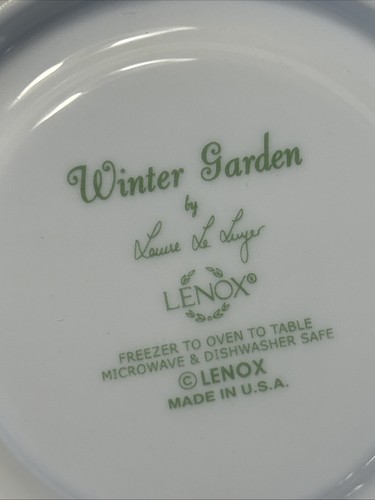 Winter Garden
by
Louise Le Luyer
LENOX®
FREEZER TO OVEN TO TABLE
MICROWAVE & DISHWASHER SAFE
© LENOX
MADE IN U.S.A.